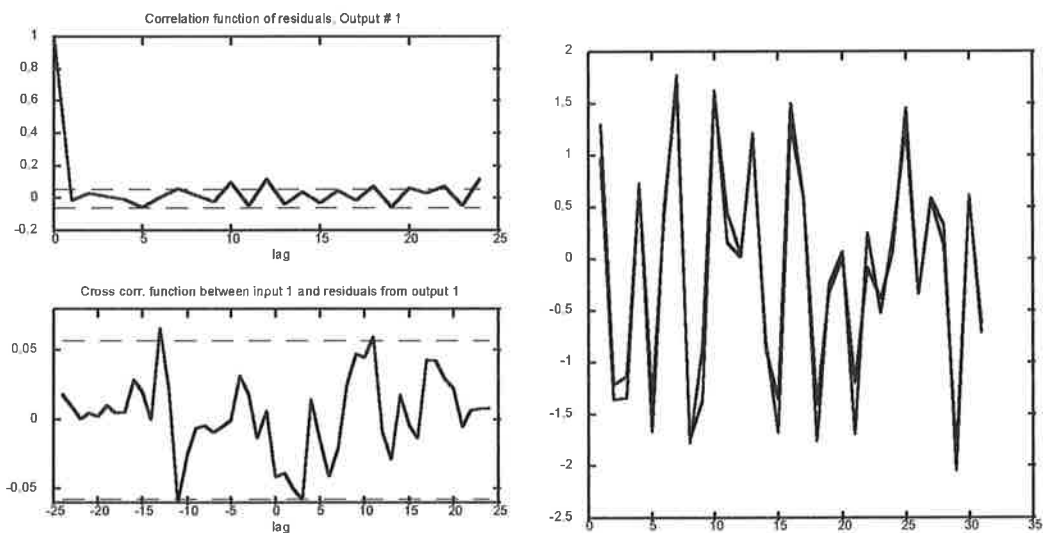 Correlation function of residuals. Output # 1
1
0,8
0,6
0,4
0,2
0
-0,2
0 5 10 15 20 25
lag
Cross corr. function between input 1 and residuals from output 1
0,05
0
-0,05
-25 -20 -15 -10 -5 0 5 10 15 20 25
lag
2
1,5
1
0,5
0
-0.5
-1
-1.5
-2
-2.5
0 5 10 15 20 25 30 35